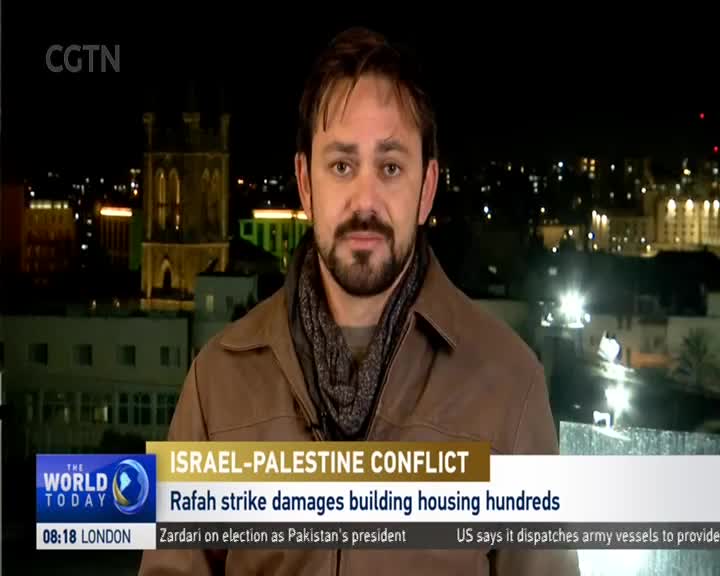 CGTN
ISRAEL-PALESTINE CONFLICT
THE
WORLD
TODAY
Rafah strike damages building housing hundreds
08:18 LONDON
Zardari on election as Pakistan's president
US says it dispatches army vessels to provide